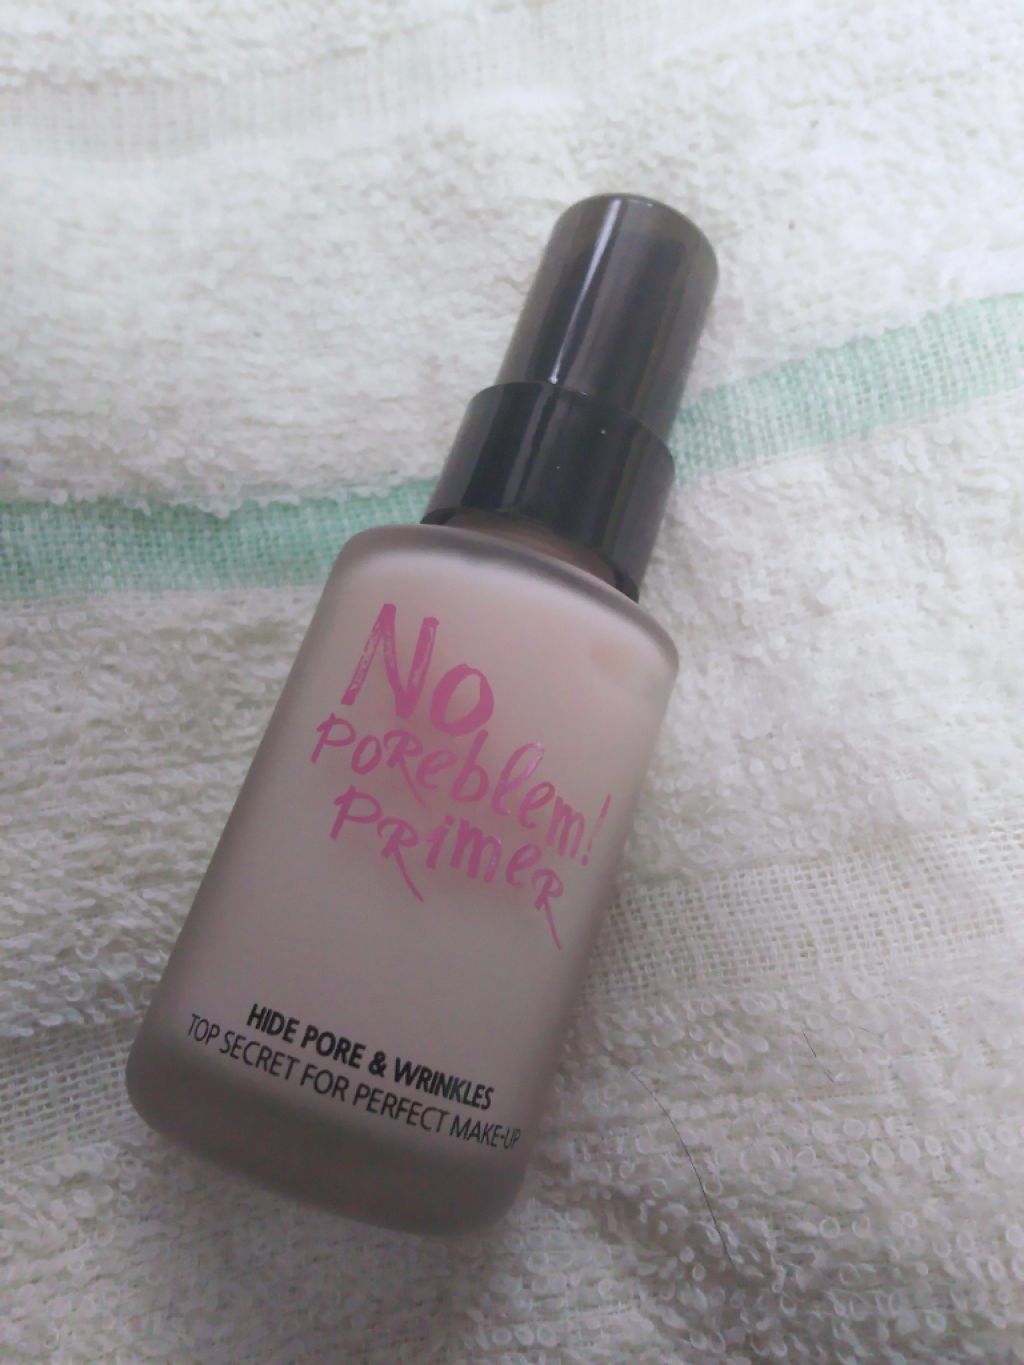 No
POReblem!
PRimeR
HIDE PORE & WRINKLES
TOP SECRET FOR PERFECT MAKE-UP